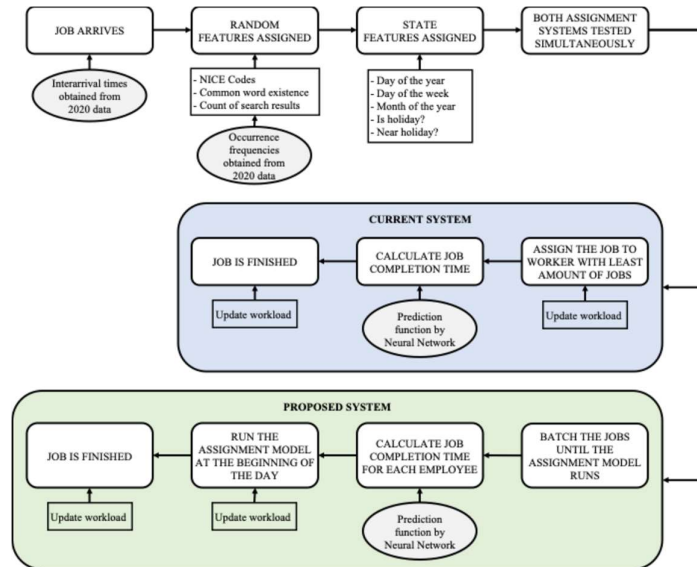 JOB ARRIVES
RANDOM
FEATURES ASSIGNED
STATE
FEATURES ASSIGNED
BOTH ASSIGNMENT
SYSTEMS TESTED
SIMULTANEOUSLY
Interarrival times
obtained from
2020 data
- NICE Codes
- Common word existence
- Count of search results
- Day of the year
- Day of the week
- Month of the year
- Is holiday?
- Near holiday?
Occurrence
frequencies
obtained from
2020 data
CURRENT SYSTEM
JOB IS FINISHED
CALCULATE JOB
COMPLETION TIME
ASSIGN THE JOB TO
WORKER WITH LEAST
AMOUNT OF JOBS
Update workload
Prediction
function by
Neural Network
Update workload
PROPOSED SYSTEM
JOB IS FINISHED
RUN THE
ASSIGNMENT MODEL
AT THE BEGINNING OF
THE DAY
CALCULATE JOB
COMPLETION TIME
FOR EACH EMPLOYEE
BATCH THE JOBS
UNTIL THE
ASSIGNMENT MODEL
RUNS
Update workload
Update workload
Prediction
function by
Neural Network